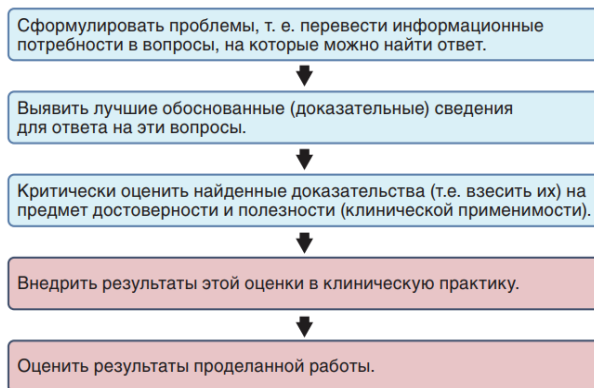 Сформулировать проблемы, т. е. перевести информационные
потребности в вопросы, на которые можно найти ответ.
Выявить лучшие обоснованные (доказательные) сведения
для ответа на эти вопросы.
Критически оценить найденные доказательства (т.е. взесить их) на
предмет достоверности и полезности (клинической применимости).
Внедрить результаты этой оценки в клиническую практику.
Оценить результаты проделанной работы.